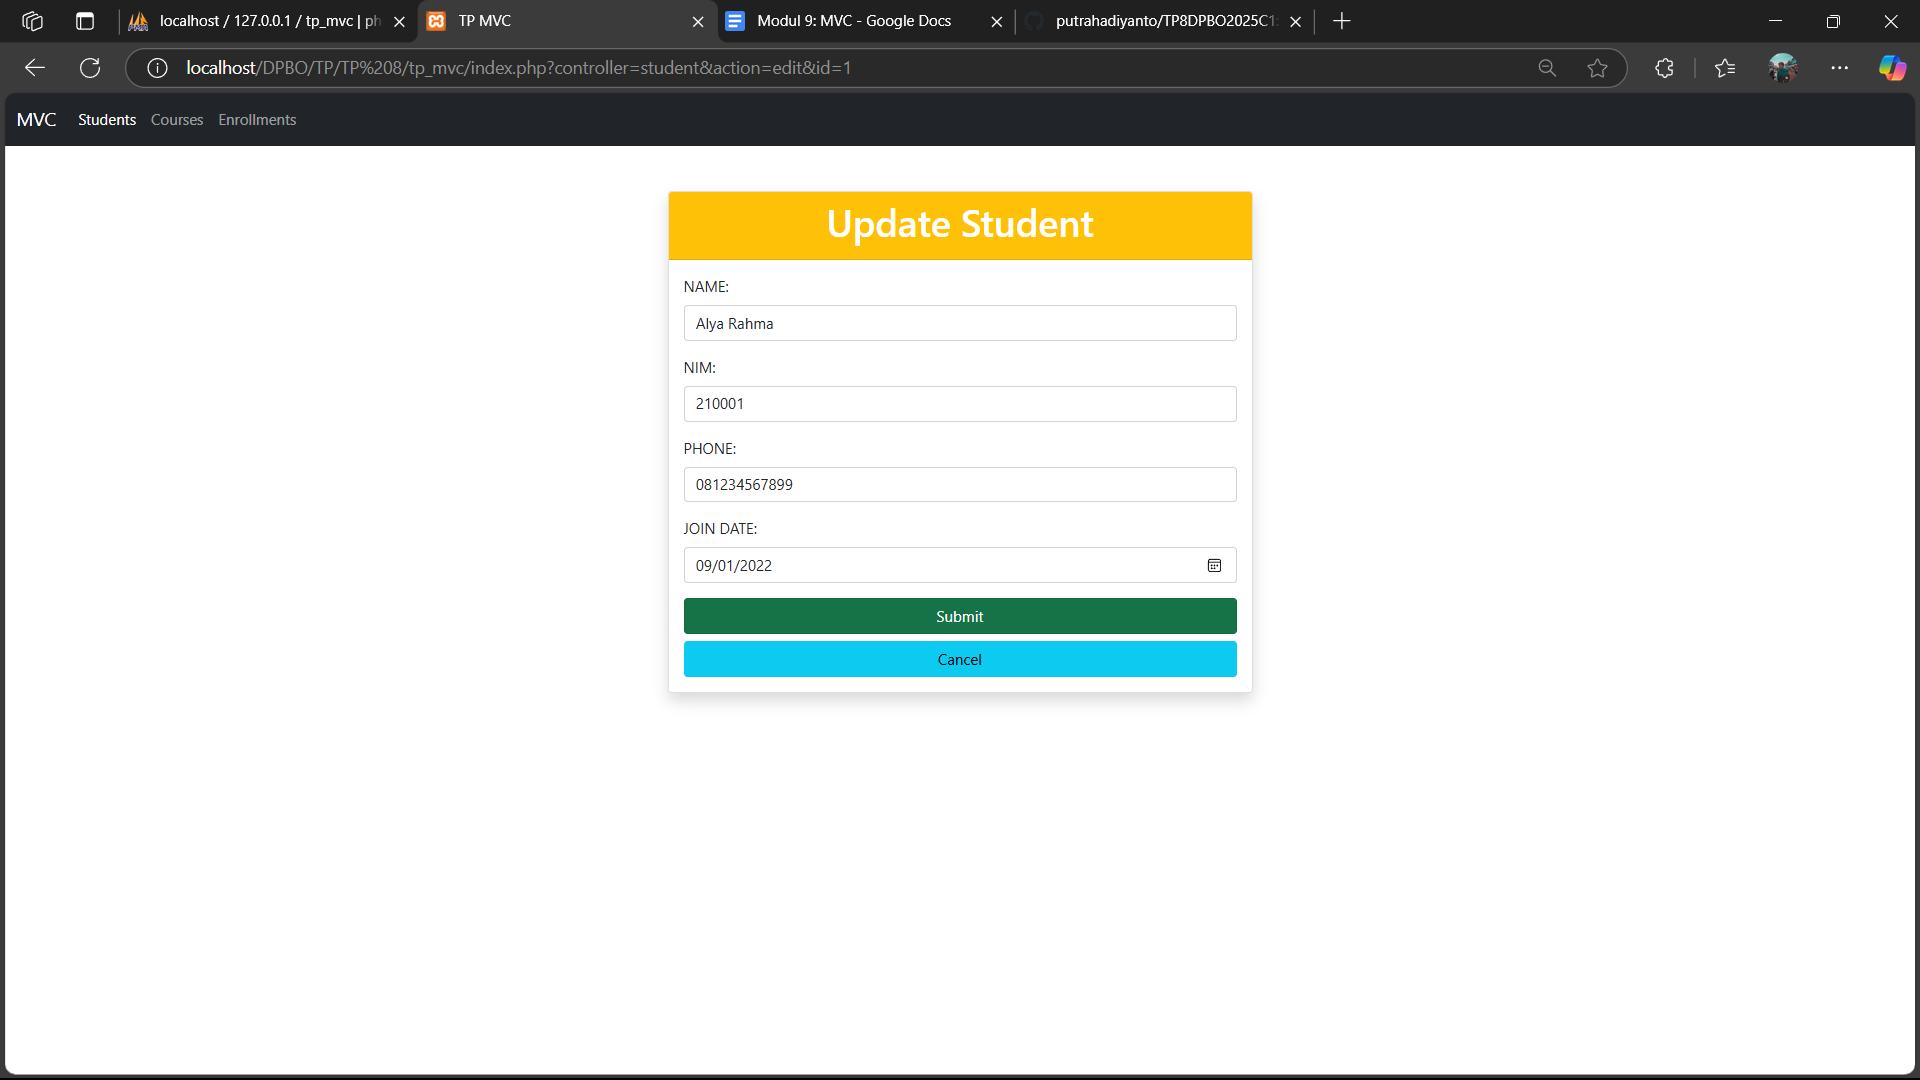 localhost / 127.0.0.1 / tp_mvc | ph
TP MVC
Modul 9: MVC - Google Docs
putrahadiyanto/TP8DPBO2025C1
localhost/DPBO/TP/TP%208/tp_mvc/index.php?controller=student&action=edit&id=1
MVC Students Courses Enrollments
Update Student
NAME:
Alya Rahma
NIM:
210001
PHONE:
081234567899
JOIN DATE:
09/01/2022
Submit
Cancel